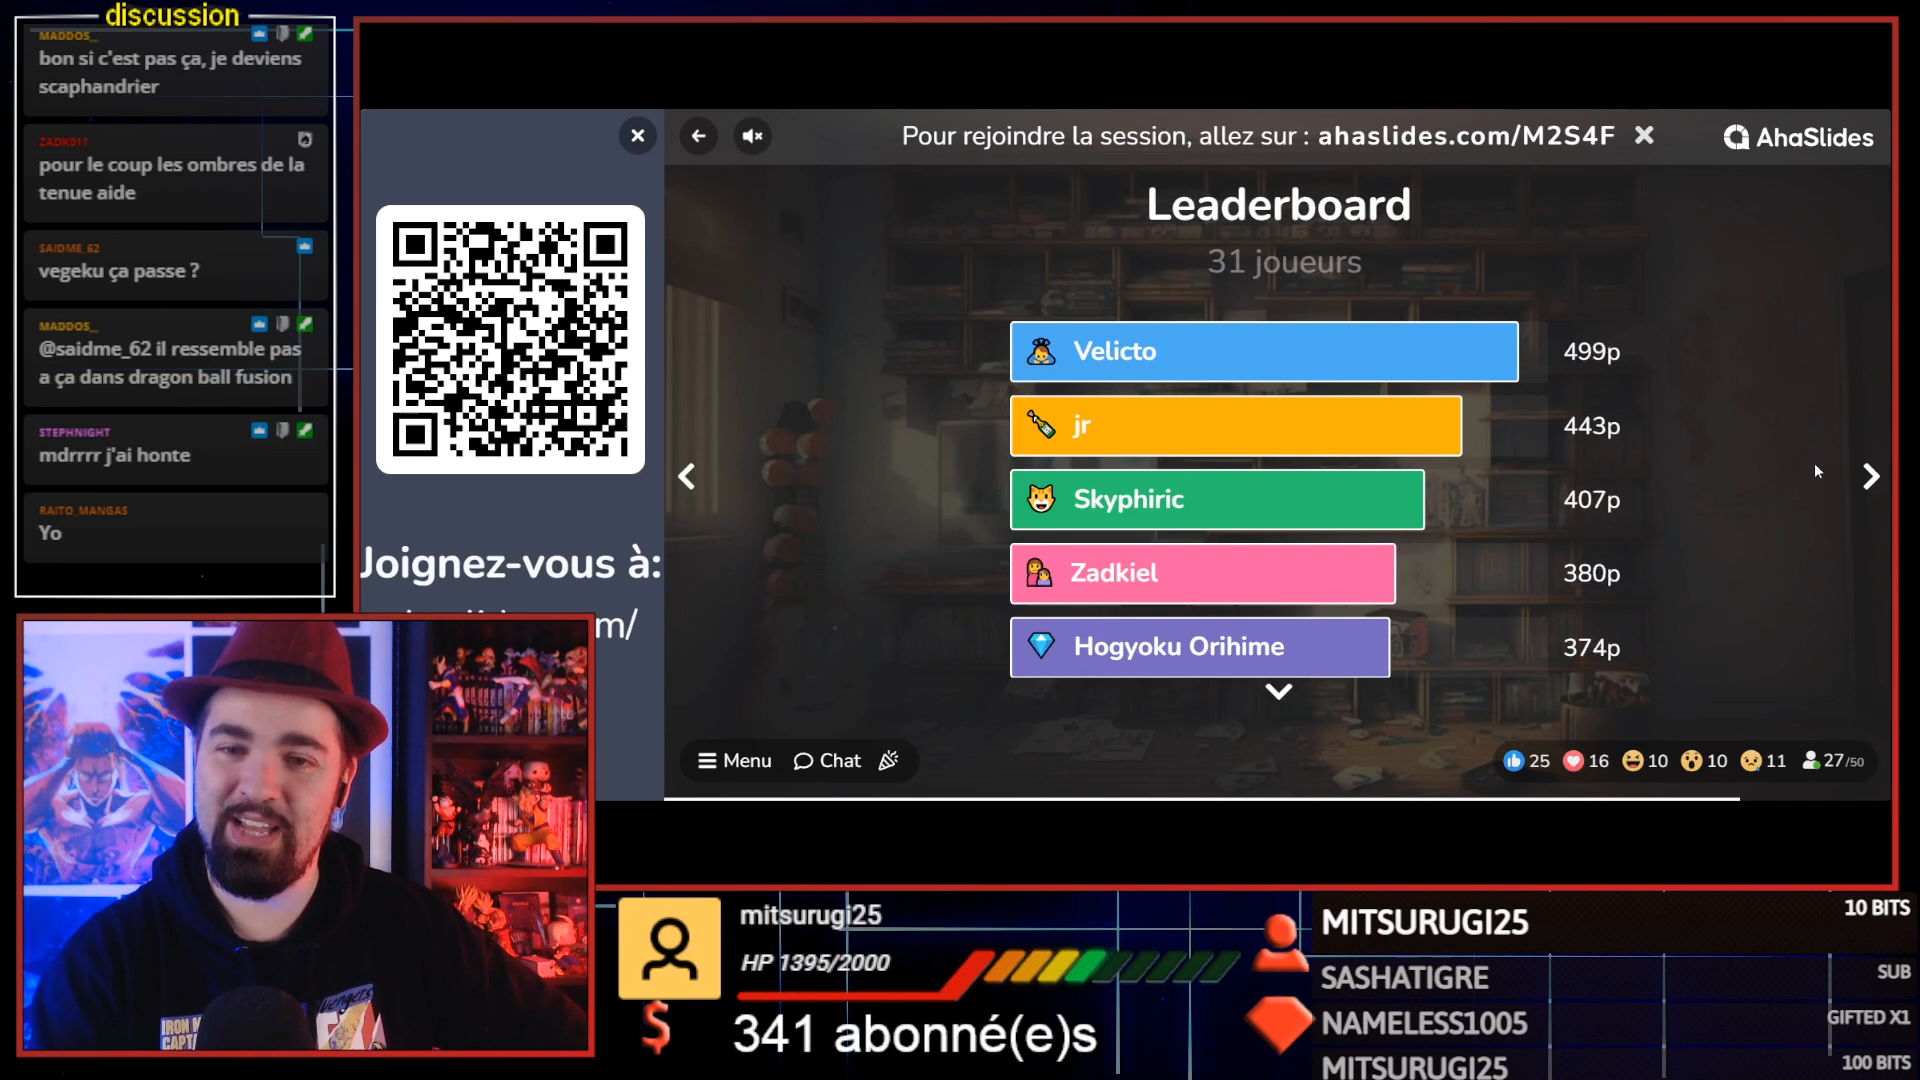 discussion
MADDOS_
bon si c'est pas ça, je deviens
scaphandrier
ZADK011
pour le coup les ombres de la
tenue aide
SAIDME_62
vegeku ça passe ?
MADDOS_
@saidme_62 il ressemble pas
a ça dans dragon ball fusion
STEPHNIGHT
mdrrrr j'ai honte
RAITO_MANGAS
Yo
Pour rejoindre la session, allez sur : ahaslides.com/M2S4F
AhaSlides
Joignez-vous à:
m/
Leaderboard
31 joueurs
Velicto 499p
jr 443p
Skyphiric 407p
Zadkiel 380p
Hogyoku Orihime 374p
Menu Chat
25 16 10 10 11 27/50
IRON M
CAPTA
mitsurugi25
HP 1395/2000
341 abonné(e)s
MITSURUGI25 10 BITS
SASHATIGRE SUB
NAMELESS1005 GIFTED X1
MITSURUGI25 100 BITS